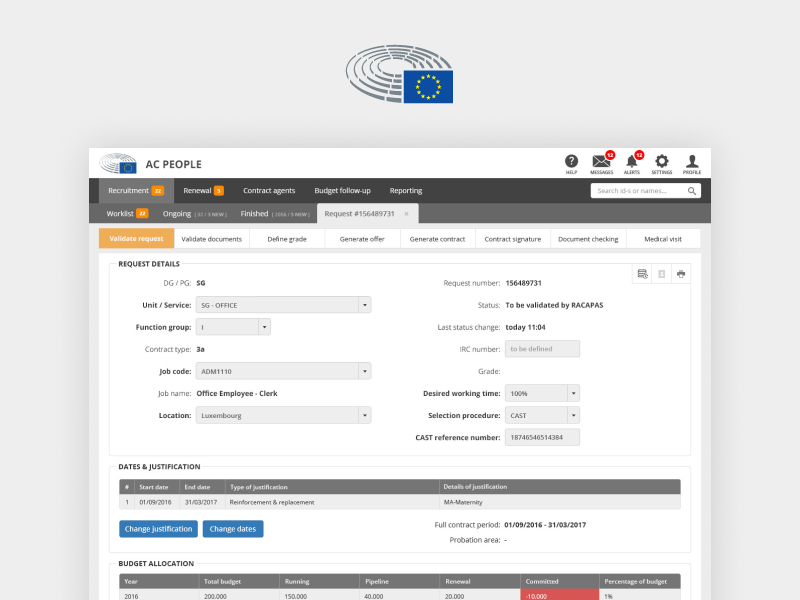 AC PEOPLE
12 12
HELP MESSAGES ALERTS SETTINGS PROFILE
Recruitment 32 Renewal 5 Contract agents Budget follow-up Reporting Search id-s or names...
Worklist 32 Ongoing [ 32 / 5 NEW ] Finished [ 2056 / 5 NEW ] Request #156489731 ×
Validate request Validate documents Define grade Generate offer Generate contract Contract signature Document checking Medical visit
REQUEST DETAILS
DG / PG: SG Request number: 156489731
Unit / Service: SG - OFFICE Status: To be validated by RACAPAS
Function group: I Last status change: today 11:04
Contract type: 3a IRC number: to be defined
Job code: ADM1110 Grade:
Job name: Office Employee - Clerk Desired working time: 100%
Location: Luxembourg Selection procedure: CAST
CAST reference number: 18746546514384
DATES & JUSTIFICATION
# Start date End date Type of justification Details of justification
1 01/09/2016 31/03/2017 Reinforcement & replacement MA-Maternity
Change justification Change dates Full contract period: 01/09/2016 - 31/03/2017
Probation area: -
BUDGET ALLOCATION
Year Total budget Running Pipeline Renewal Committed Percentage of budget
2016 200.000 150.000 40.000 20.000 -10.000 1%